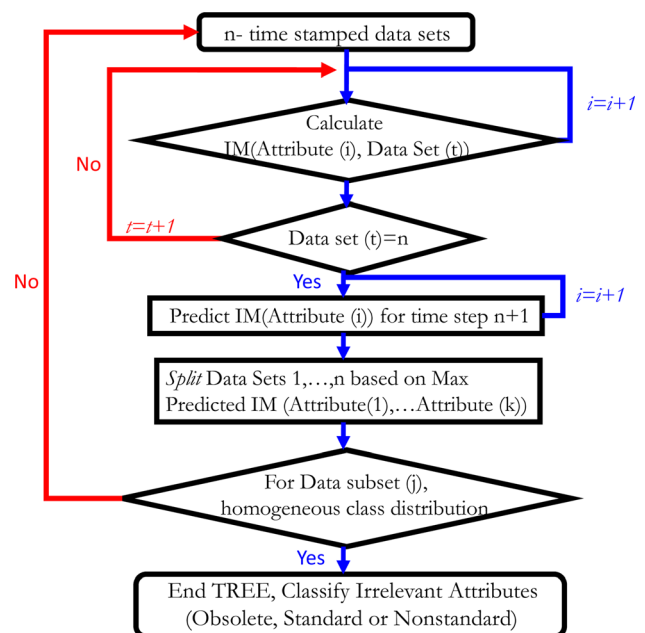 n- time stamped data sets
i=i+1
Calculate
IM(Attribute (i), Data Set (t))
No
t=t+1
Data set (t)=n
No
Yes
i=i+1
Predict IM(Attribute (i)) for time step n+1
Split Data Sets 1,...,n based on Max
Predicted IM (Attribute(1),...Attribute (k))
For Data subset (j),
homogeneous class distribution
Yes
End TREE, Classify Irrelevant Attributes
(Obsolete, Standard or Nonstandard)